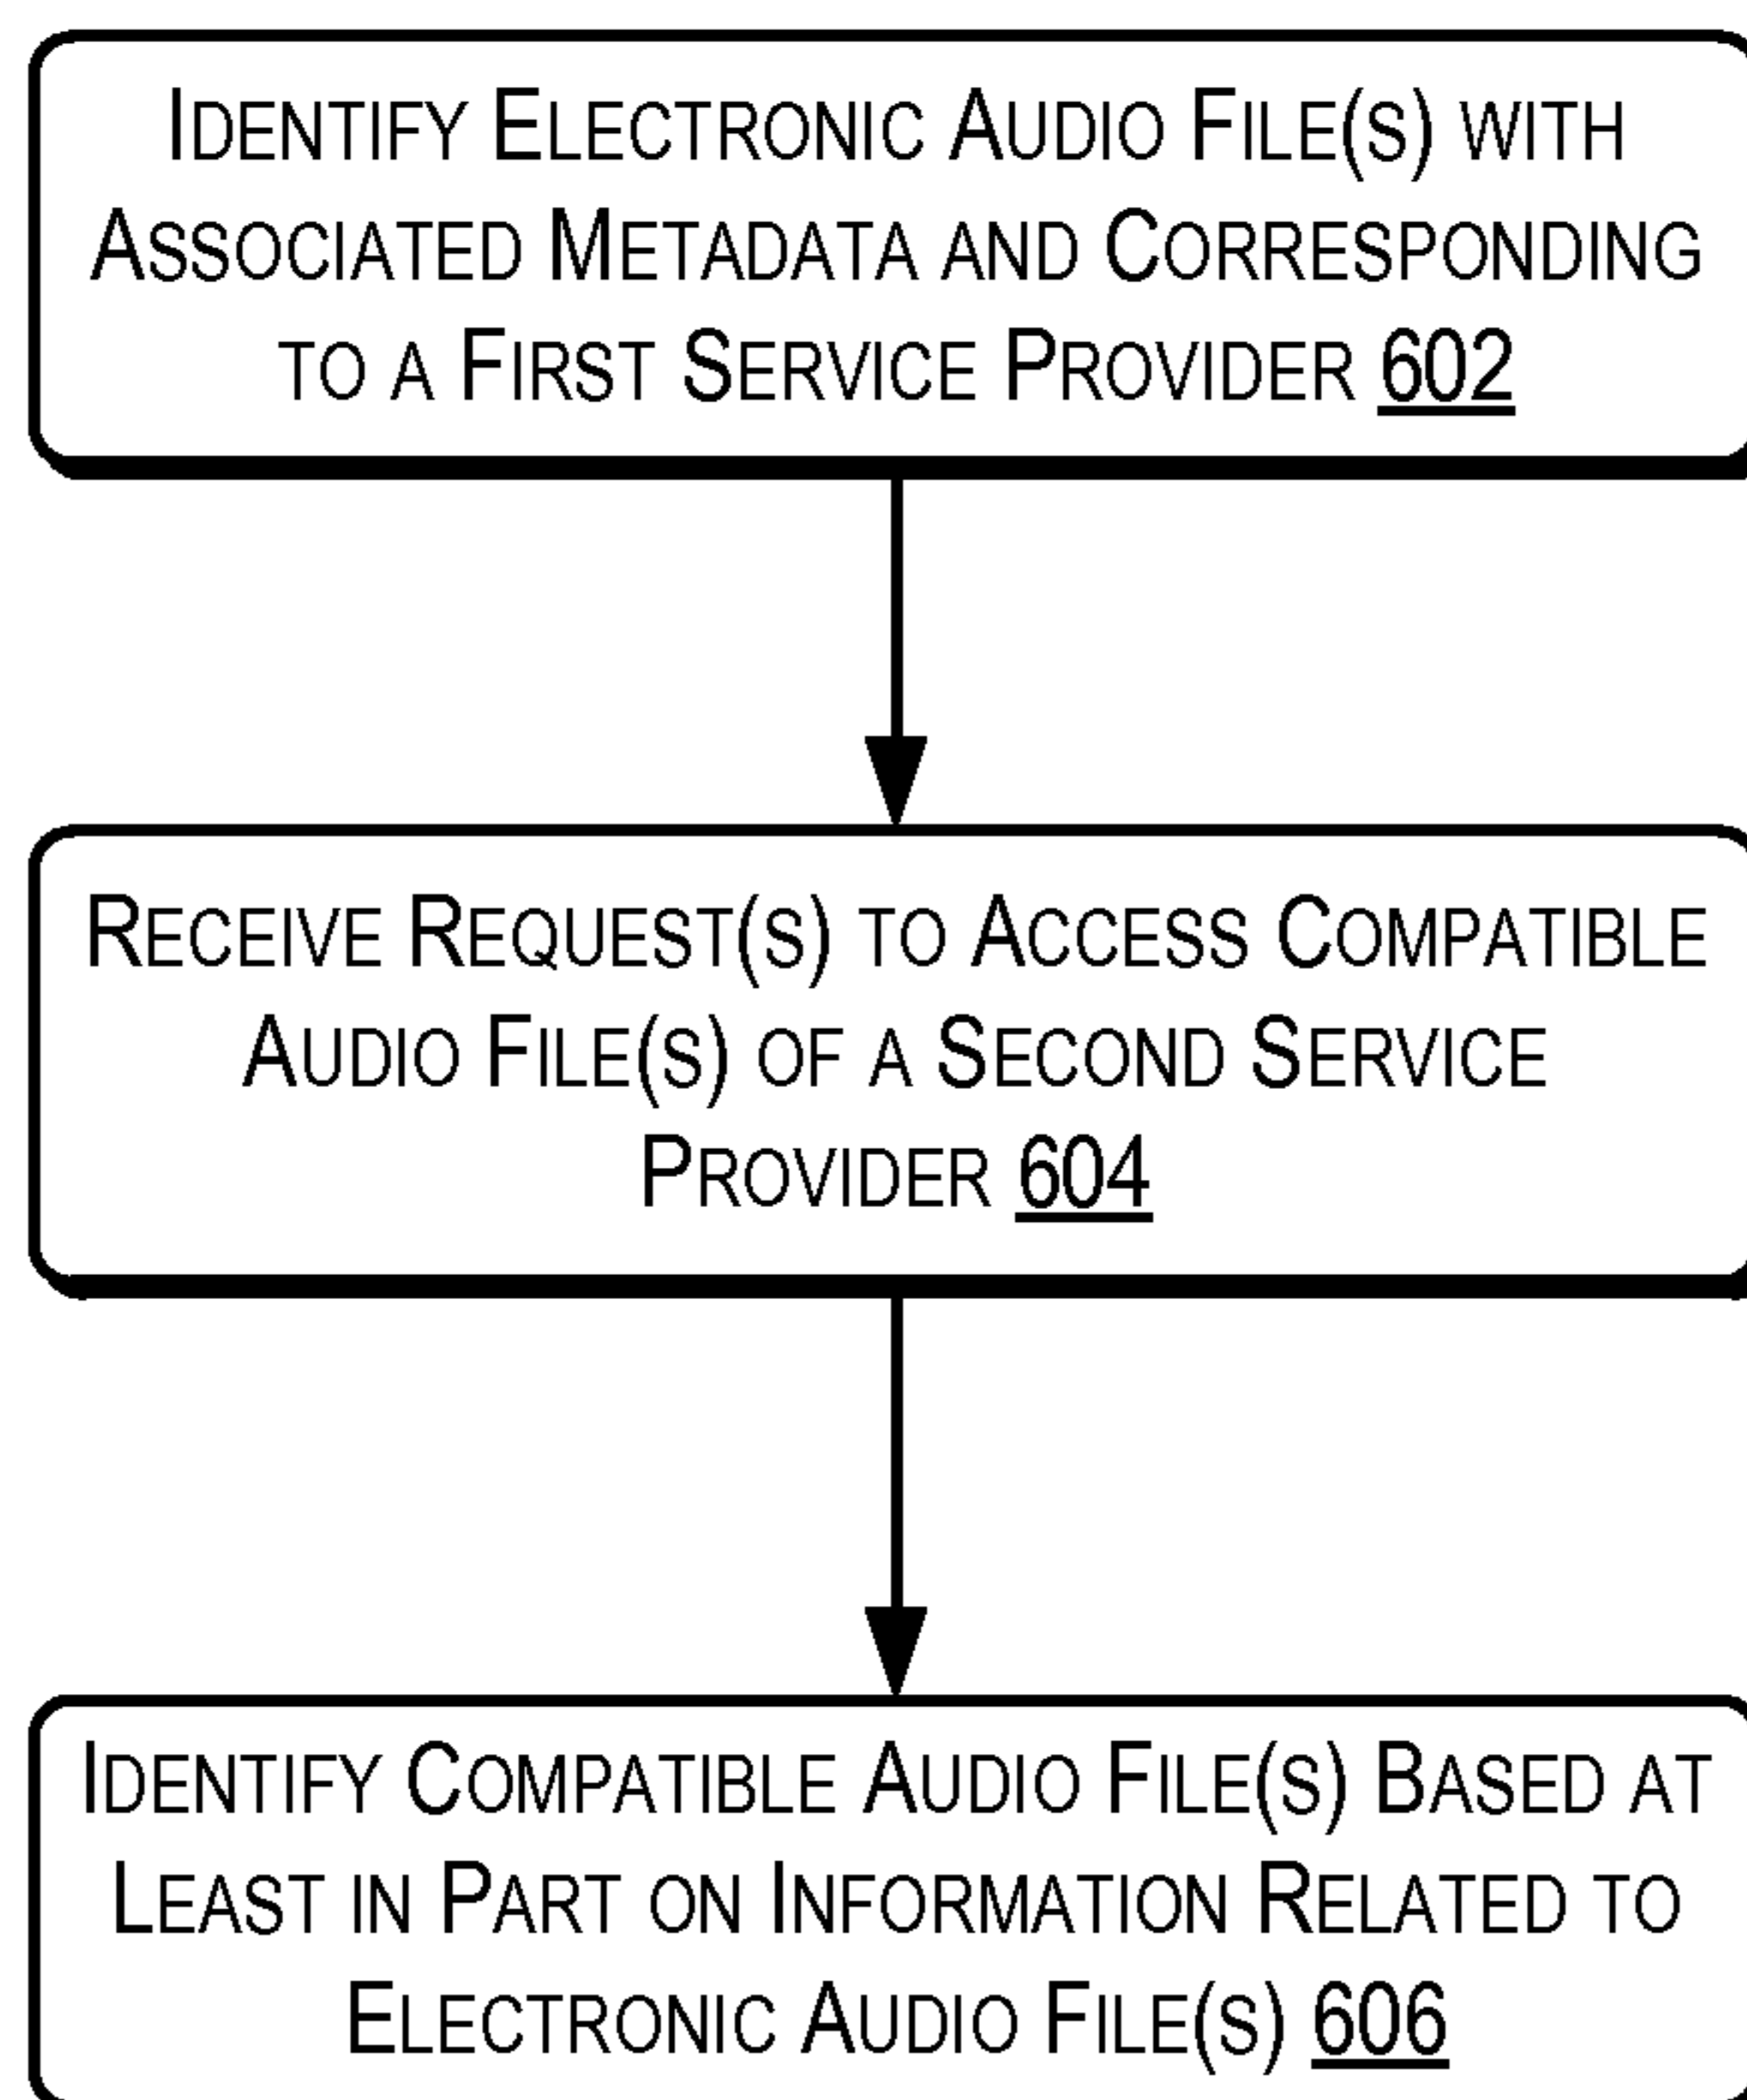 IDENTIFY ELECTRONIC AUDIO FILE(S) WITH
ASSOCIATED METADATA AND CORRESPONDING
TO A FIRST SERVICE PROVIDER 602
RECEIVE REQUEST(S) TO ACCESS COMPATIBLE
AUDIO FILE(S) OF A SECOND SERVICE
PROVIDER 604
IDENTIFY COMPATIBLE AUDIO FILE(S) BASED AT
LEAST IN PART ON INFORMATION RELATED TO
ELECTRONIC AUDIO FILE(S) 606